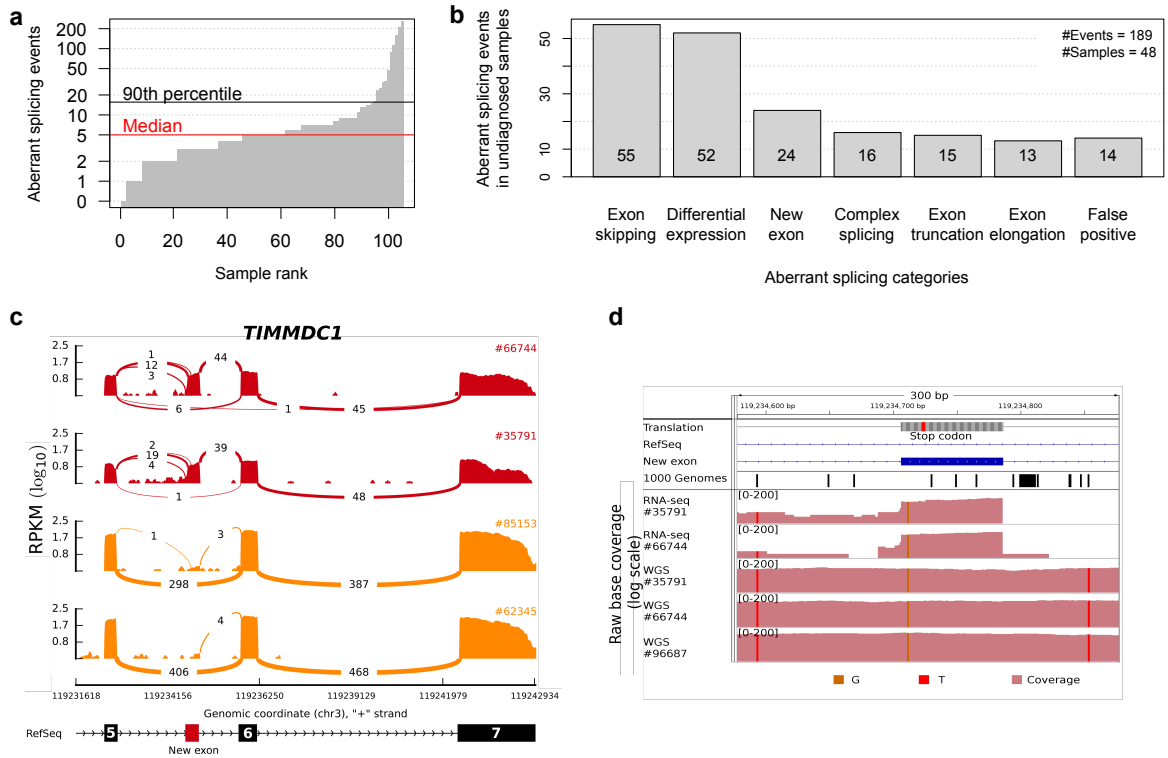 a
Aberrant splicing events
200
100
50
20
10
5
2
1
0
90th percentile
Median
0 20 40 60 80 100
Sample rank
b
Aberrant splicing events
in undiagnosed samples
50
30
10
0
#Events = 189
#Samples = 48
55 52 24 16 15 13 14
Exon skipping
Differential expression
New exon
Complex splicing
Exon truncation
Exon elongation
False positive
Aberrant splicing categories
c
TIMMDC1
RPKM (log10)
2.5
1.7
0.8
#66744
1
12
3
44
6
1
45
2.5
1.7
0.8
#35791
2
19
4
39
1
48
2.5
1.7
0.8
#85153
1
3
298
387
2.5
1.7
0.8
#62345
4
406
468
119231618 119234156 119236250 119239129 119241979 119242934
Genomic coordinate (chr3), "+" strand
RefSeq
5 6 7
New exon
d
300 bp
119,234,600 bp 119,234,700 bp 119,234,800
Translation
Stop codon
RefSeq
New exon
1000 Genomes
Raw base coverage
(log scale)
RNA-seq
#35791
[0-200]
RNA-seq
#66744
[0-200]
WGS
#35791
[0-200]
WGS
#66744
[0-200]
WGS
#96687
[0-200]
G T Coverage